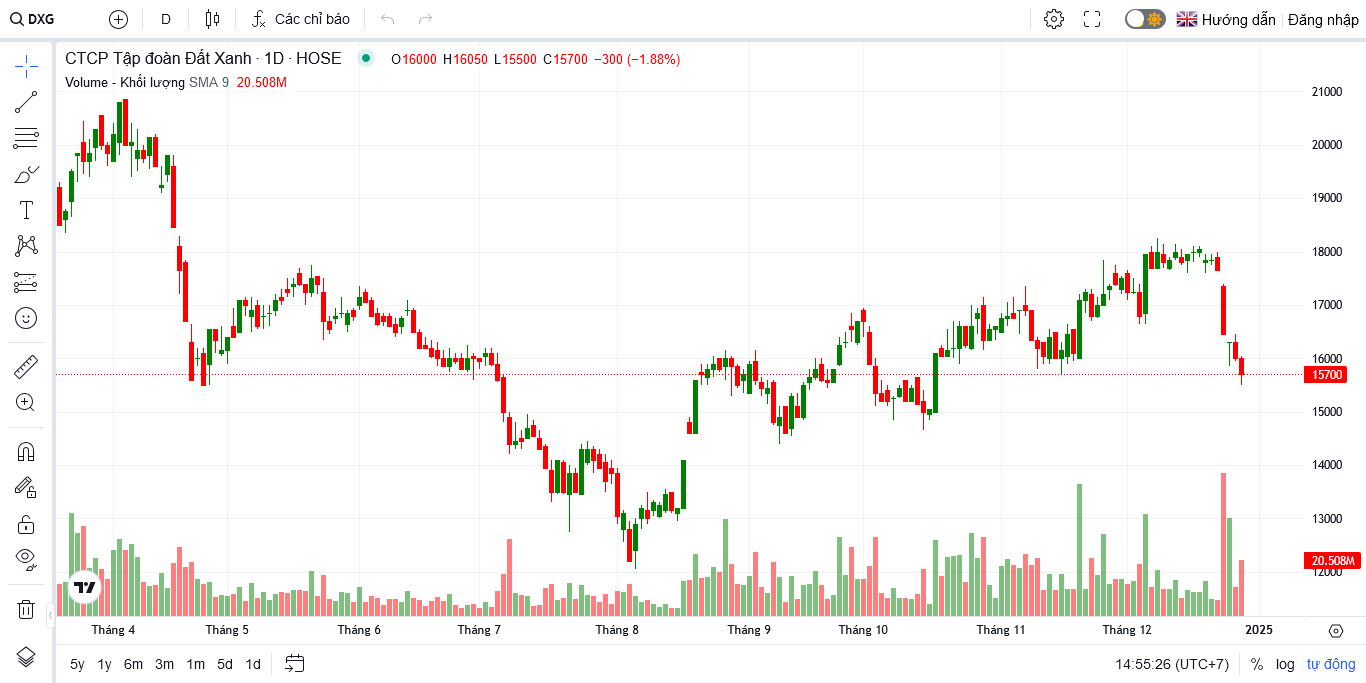 DXG D Các chỉ báo Hướng dẫn Đăng nhập
CTCP Tập đoàn Đất Xanh · 1D · HOSE O16000 H16050 L15500 C15700 −300 (−1.88%)
Volume - Khối lượng SMA 9 20.508M
21000
20000
19000
18000
17000
16000
15700
15000
14000
13000
20.508M
12000
Tháng 4 Tháng 5 Tháng 6 Tháng 7 Tháng 8 Tháng 9 Tháng 10 Tháng 11 Tháng 12 2025
5y 1y 6m 3m 1m 5d 1d 14:55:26 (UTC+7) % log tự động